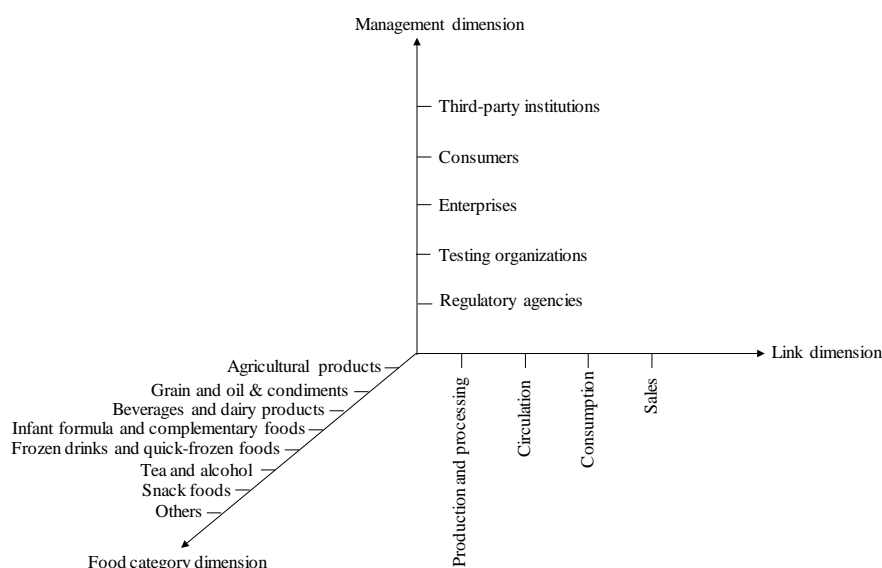 Management dimension
Third-party institutions
Consumers
Enterprises
Testing organizations
Regulatory agencies
Link dimension
Agricultural products
Grain and oil & condiments
Beverages and dairy products
Infant formula and complementary foods
Frozen drinks and quick-frozen foods
Tea and alcohol
Snack foods
Others
Food category dimension
Production and processing
Circulation
Consumption
Sales